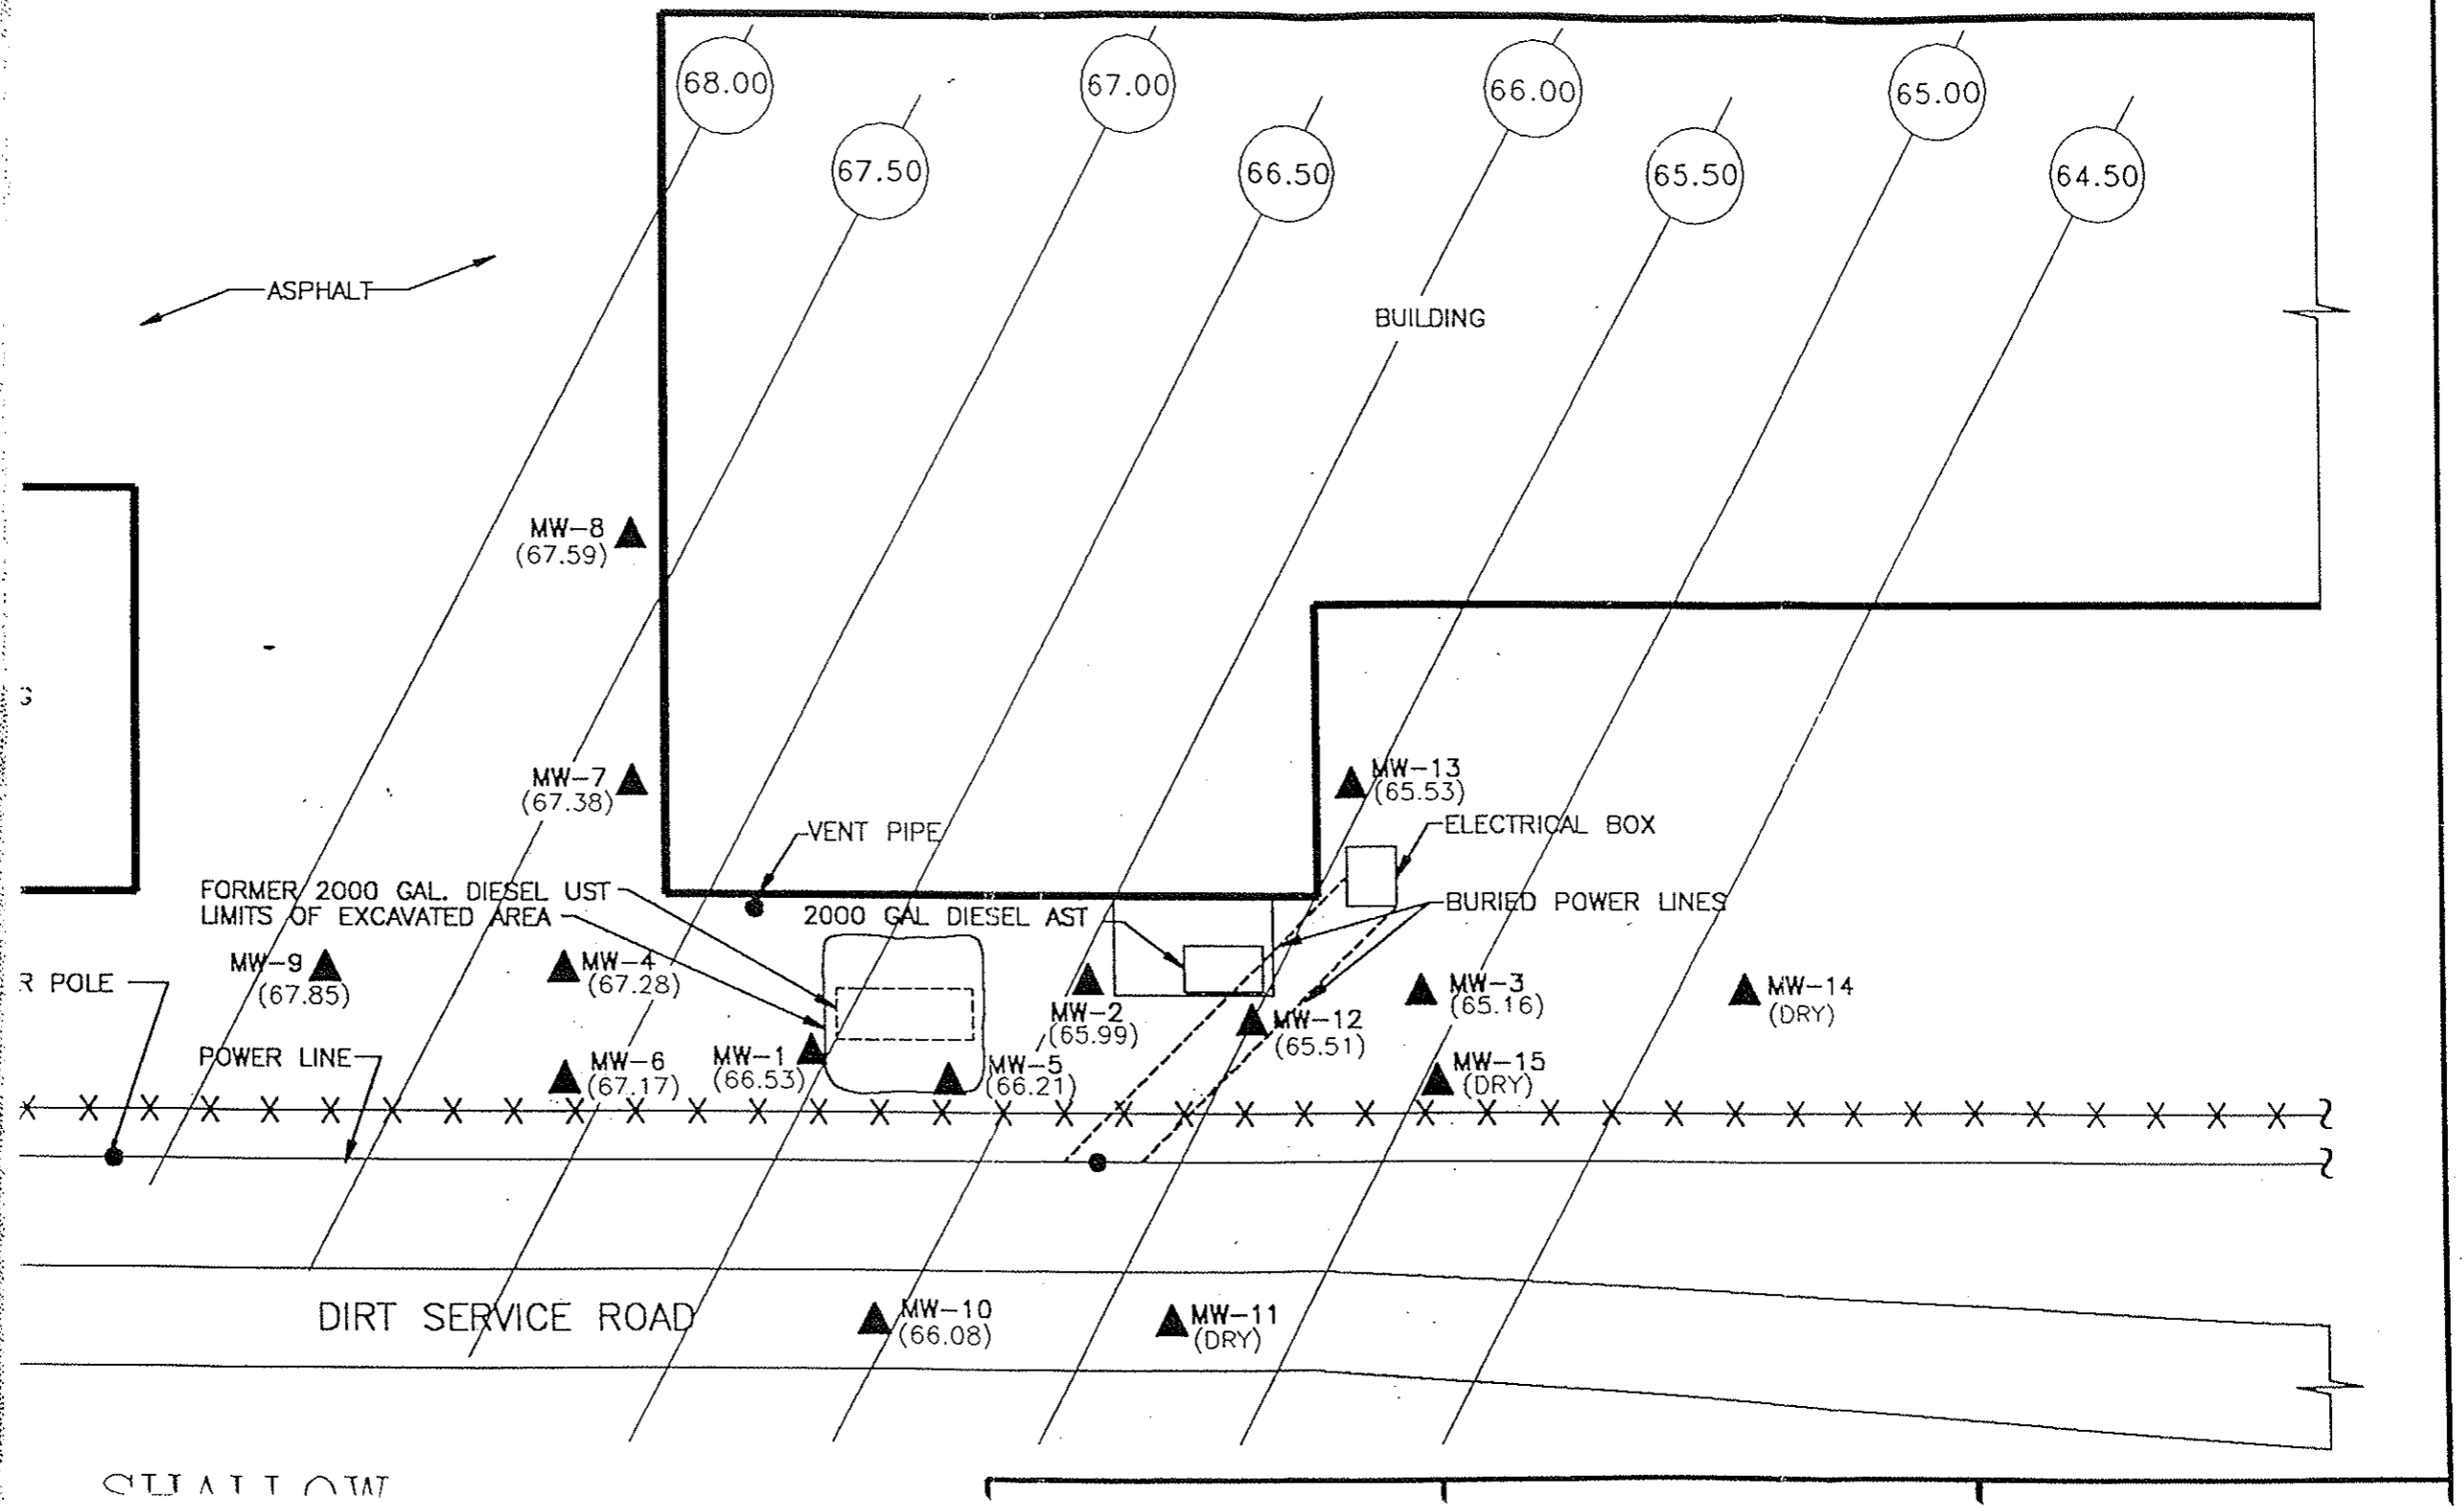 68.00
67.00
66.00
65.00
67.50
66.50
65.50
64.50
ASPHALT
BUILDING
MW-8
(67.59)
MW-7
(67.38)
MW-13
(65.53)
VENT PIPE
ELECTRICAL BOX
FORMER 2000 GAL. DIESEL UST
LIMITS OF EXCAVATED AREA
2000 GAL DIESEL AST
BURIED POWER LINES
MW-9
(67.85)
MW-4
(67.28)
R POLE
MW-2
(65.99)
MW-12
(65.51)
MW-3
(65.16)
MW-14
(DRY)
POWER LINE
MW-6
(67.17)
MW-1
(66.53)
MW-5
(66.21)
MW-15
(DRY)
DIRT SERVICE ROAD
MW-10
(66.08)
MW-11
(DRY)
SHALLOW